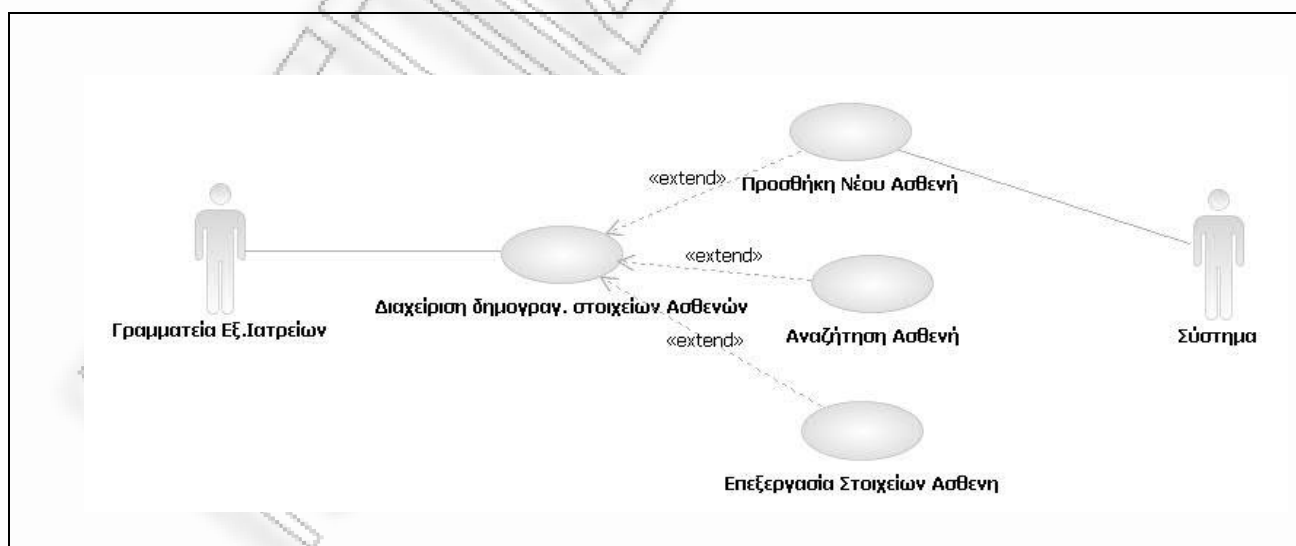 «extend»
Προσθήκη Νέου Ασθενή
«extend»
Διαχείριση δημογραγ. στοιχείων Ασθενών
Γραμματεία Εξ.Ιατρείων
«extend»
Αναζήτηση Ασθενή
Σύστημα
Επεξεργασία Στοιχείων Ασθενη